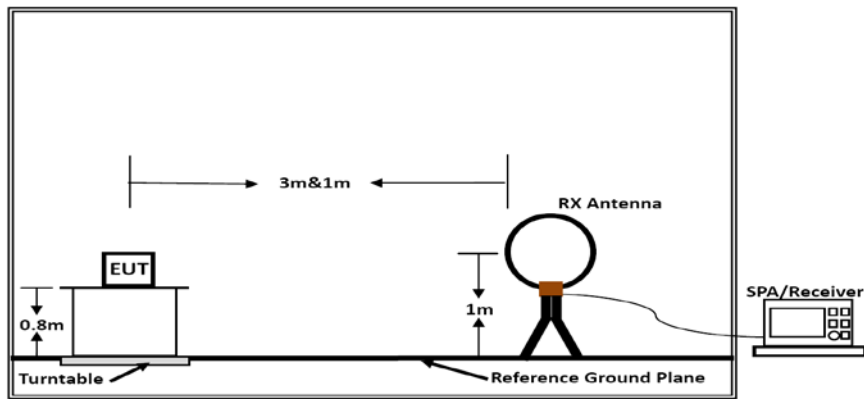 3m&1m
RX Antenna
EUT
SPA/Receiver
0.8m
1m
Turntable
Reference Ground Plane